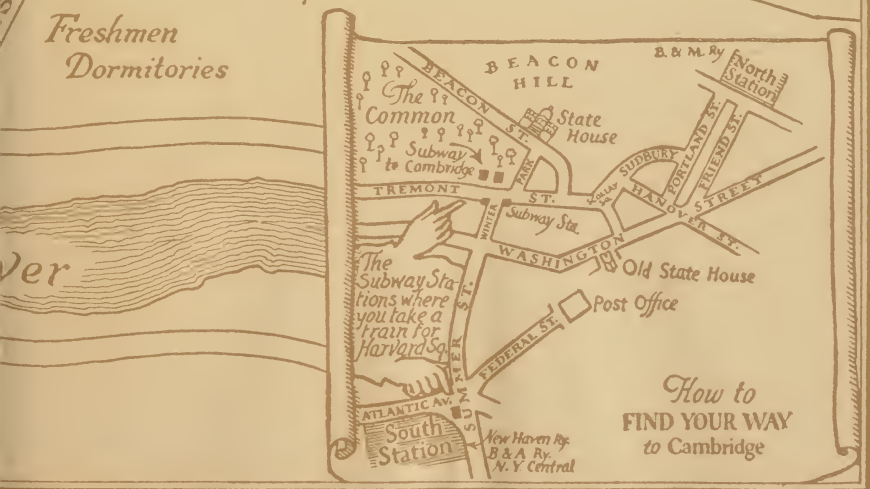 Freshmen
Dormitories
ver
BEACON
HILL
B. & M. Ry
North
Station
The
Common
BEACON ST.
State
House
Subway
to Cambridge
PARK
TREMONT ST.
SUDBURY
PORTLAND ST.
FRIEND ST.
HANOVER ST.
WINTER
Subway Sta.
WASHINGTON STREET
Old State House
Post Office
The
Subway Sta-
tions where
you take a
train for
Harvard Sq.
SUMMER ST.
FEDERAL ST.
ATLANTIC AV.
South
Station
New Haven Ry.
B & A Ry.
N.Y Central
How to
FIND YOUR WAY
to Cambridge